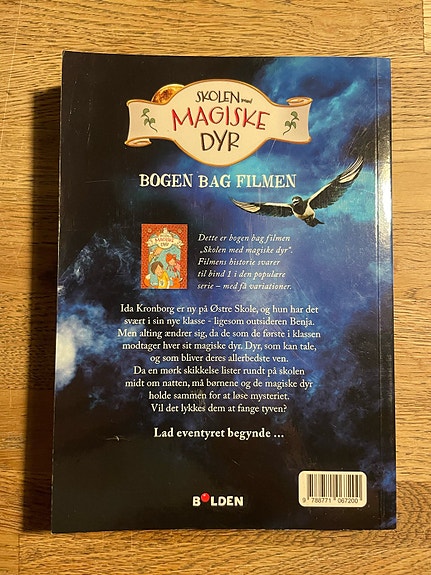 SKOLEN med
MAGISKE
DYR
BOGEN BAG FILMEN
Dette er bogen bag filmen
„Skolen med magiske dyr".
Filmens historie svarer
til bind 1 i den populære
serie – med få variationer.
Ida Kronborg er ny på Østre Skole, og hun har det
svært i sin nye klasse - ligesom outsideren Benja.
Men alting ændrer sig, da de som de første i klassen
modtager hver sit magiske dyr. Dyr, som kan tale,
og som bliver deres allerbedste ven.
Da en mørk skikkelse lister rundt på skolen
midt om natten, må børnene og de magiske dyr
holde sammen for at løse mysteriet.
Vil det lykkes dem at fange tyven?
Lad eventyret begynde ...
BOLDEN
9 788771 067200